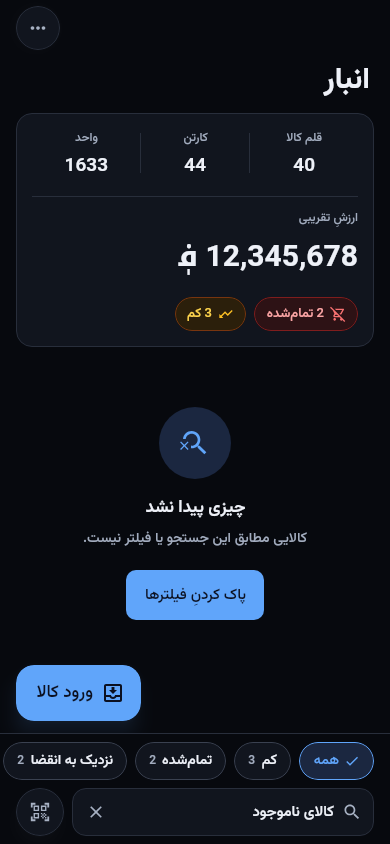 انبار
قلم کالا
40
کارتن
44
واحد
1633
ارزشِ تقریبی
12,345,678 ؋
2 تمام‌شده
3 کم
چیزی پیدا نشد
کالایی مطابق این جستجو یا فیلتر نیست.
پاک کردنِ فیلترها
ورود کالا
همه
کم 3
تمام‌شده 2
نزدیک به انقضا 2
کالای ناموجود